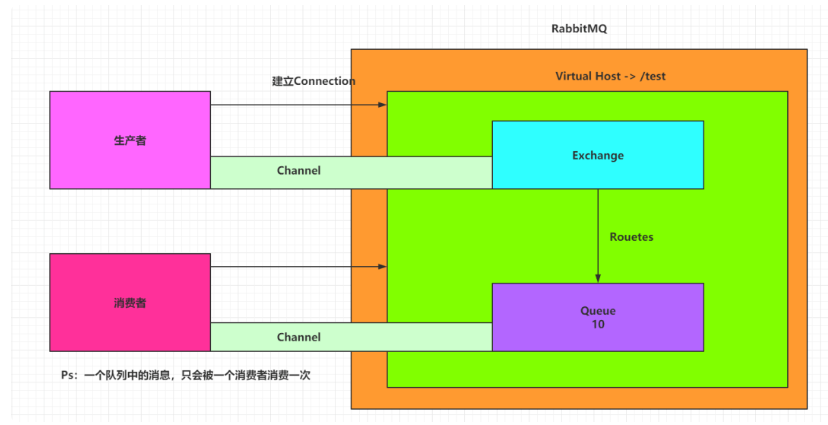 RabbitMQ
Virtual Host -> /test
建立Connection
生产者
Channel
Exchange
Rouetes
消费者
Channel
Queue
10
Ps：一个队列中的消息，只会被一个消费者消费一次